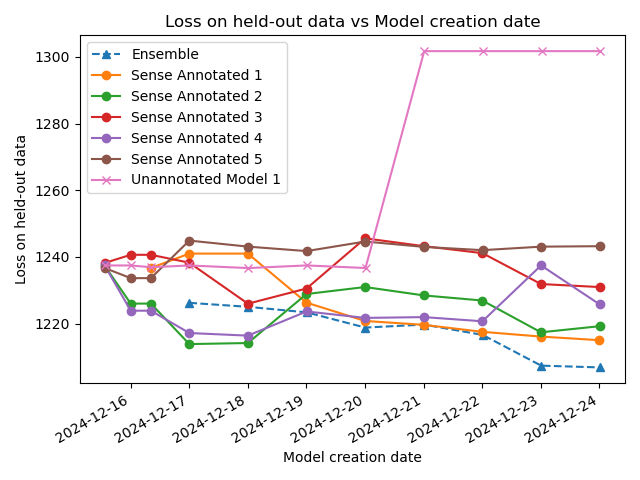 Loss on held-out data vs Model creation date
Loss on held-out data
1300
1280
1260
1240
1220
Ensemble
Sense Annotated 1
Sense Annotated 2
Sense Annotated 3
Sense Annotated 4
Sense Annotated 5
Unannotated Model 1
2024-12-16
2024-12-17
2024-12-18
2024-12-19
2024-12-20
2024-12-21
2024-12-22
2024-12-23
2024-12-24
Model creation date